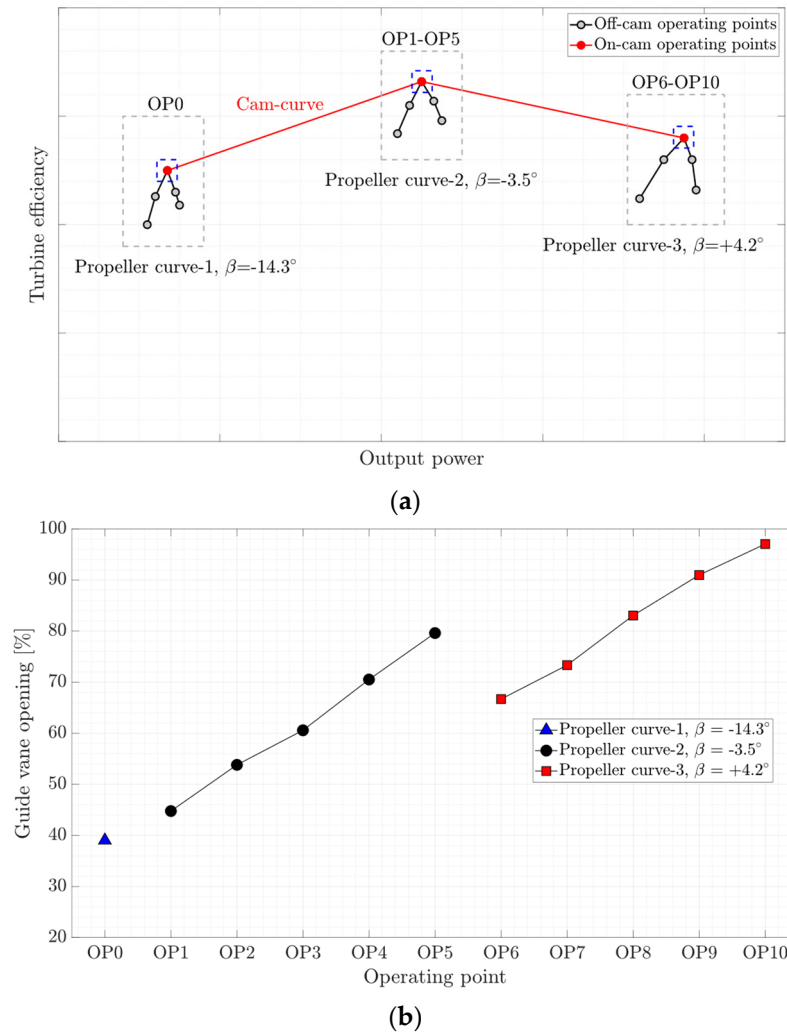 Off-cam operating points
On-cam operating points
OP1-OP5
OP6-OP10
OP0
Cam-curve
Propeller curve-2, β=-3.5°
Propeller curve-3, β=+4.2°
Propeller curve-1, β=-14.3°
Turbine efficiency
Output power
(a)
100
90
80
70
60
50
40
30
20
Guide vane opening [%]
Propeller curve-1, β = -14.3°
Propeller curve-2, β = -3.5°
Propeller curve-3, β = +4.2°
OP0 OP1 OP2 OP3 OP4 OP5 OP6 OP7 OP8 OP9 OP10
Operating point
(b)